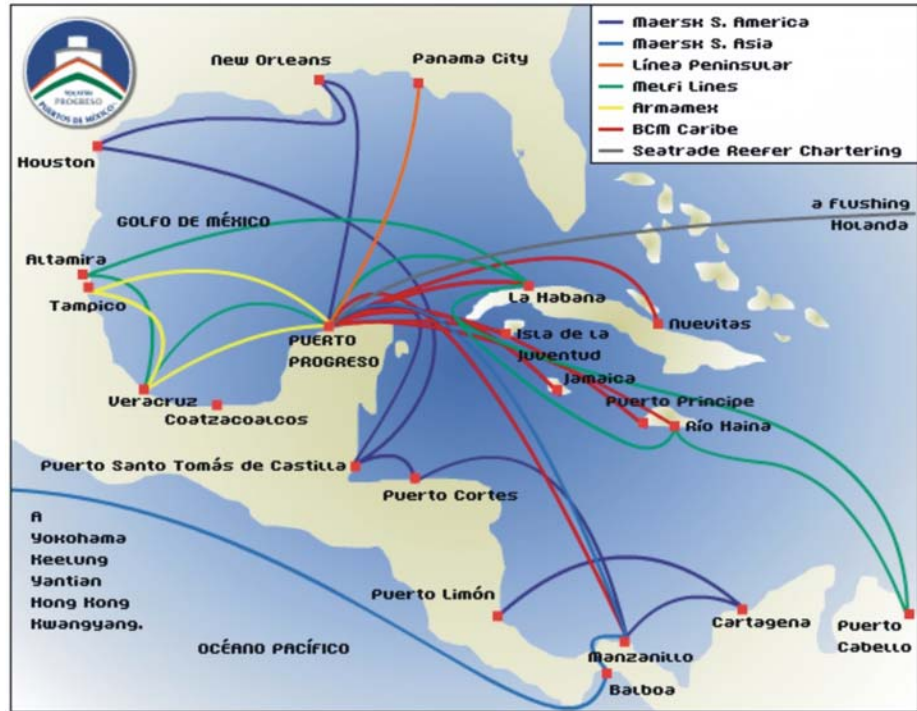 YUCATÁN
PROGRESO
PUERTOS DE MÉXICO
New Orleans
Panama City
Maersk S. America
Maersk S. Asia
Línea Peninsular
Melfi Lines
Armamex
BCM Caribe
Seatrade Reefer Chartering
Houston
GOLFO DE MÉXICO
a Flushing
Holanda
Altamira
Tampico
La Habana
Nuevitas
PUERTO
PROGRESO
Isla de la
Juventud
Jamaica
Veracruz
Coatzacoalcos
Puerto Principe
Río Haina
Puerto Santo Tomás de Castilla
Puerto Cortes
A
Yokohama
Keelung
Yantian
Hong Kong
Kwangyang.
Puerto Limón
Cartagena
Puerto
Cabello
OCÉANO PACÍFICO
Manzanillo
Balboa